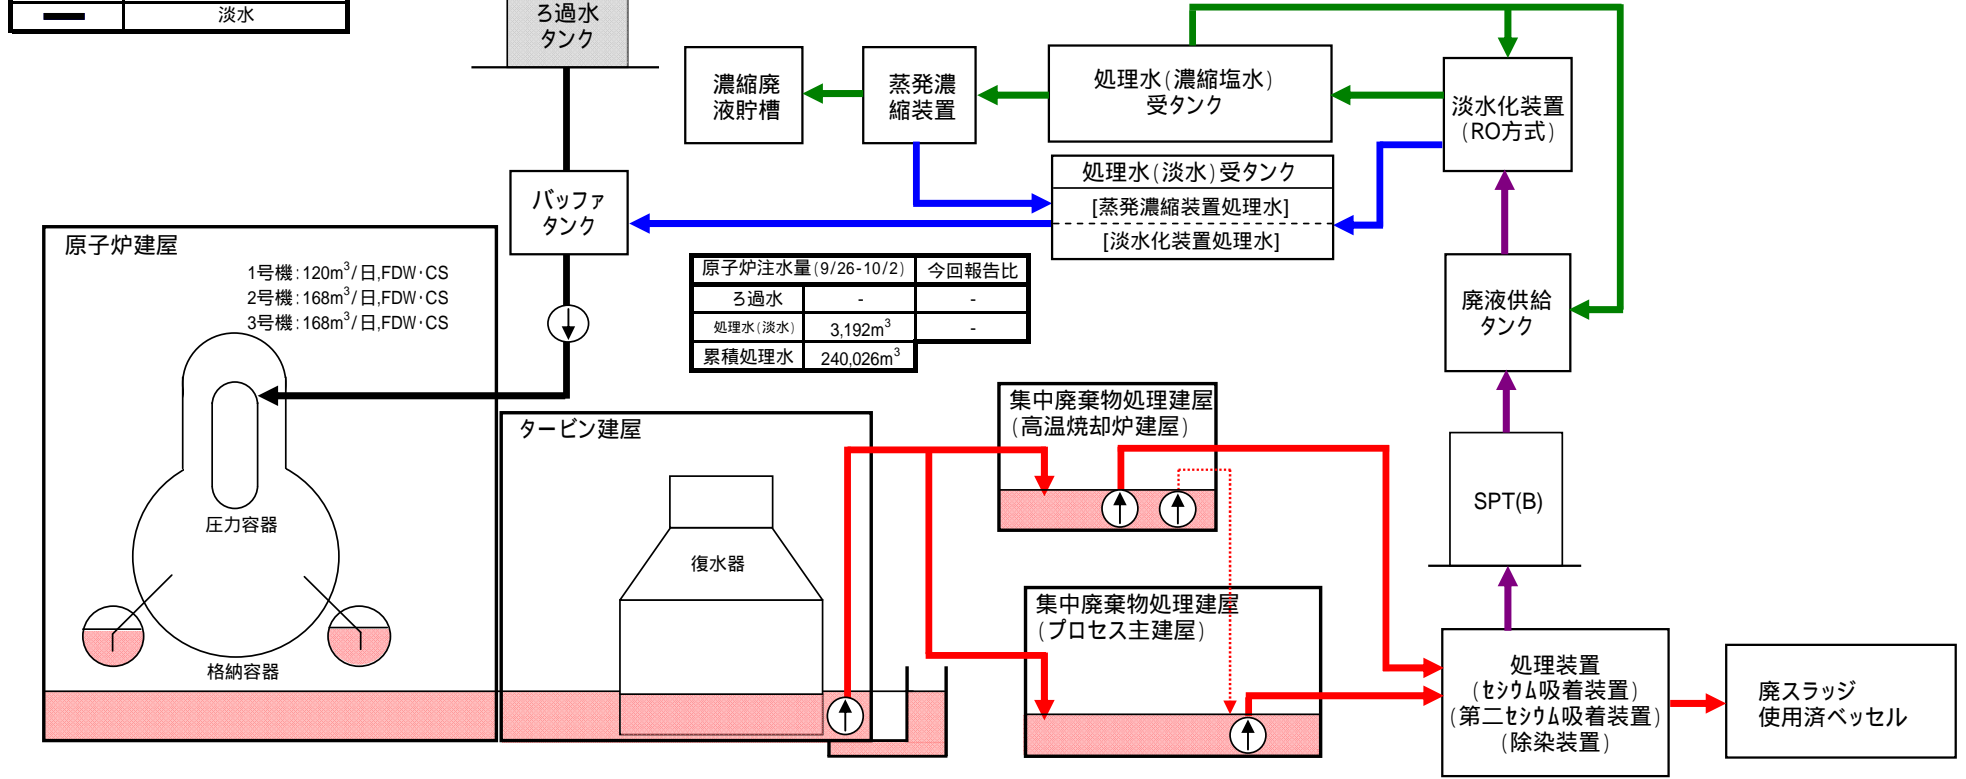 淡水
ろ過水
タンク
濃縮廃
液貯槽
蒸発濃
縮装置
処理水(濃縮塩水)
受タンク
淡水化装置
(RO方式)
処理水(淡水)受タンク
[蒸発濃縮装置処理水]
[淡水化装置処理水]
バッファ
タンク
原子炉建屋
1号機:120m³/日,FDW・CS
2号機:168m³/日,FDW・CS
3号機:168m³/日,FDW・CS
原子炉注水量(9/26-10/2) 今回報告比
ろ過水 - -
処理水(淡水) 3,192m³ -
累積処理水 240,026m³
廃液供給
タンク
集中廃棄物処理建屋
(高温焼却炉建屋)
タービン建屋
SPT(B)
圧力容器
復水器
集中廃棄物処理建屋
(プロセス主建屋)
格納容器
処理装置
(セシウム吸着装置)
(第二セシウム吸着装置)
(除染装置)
廃スラッジ
使用済ベッセル